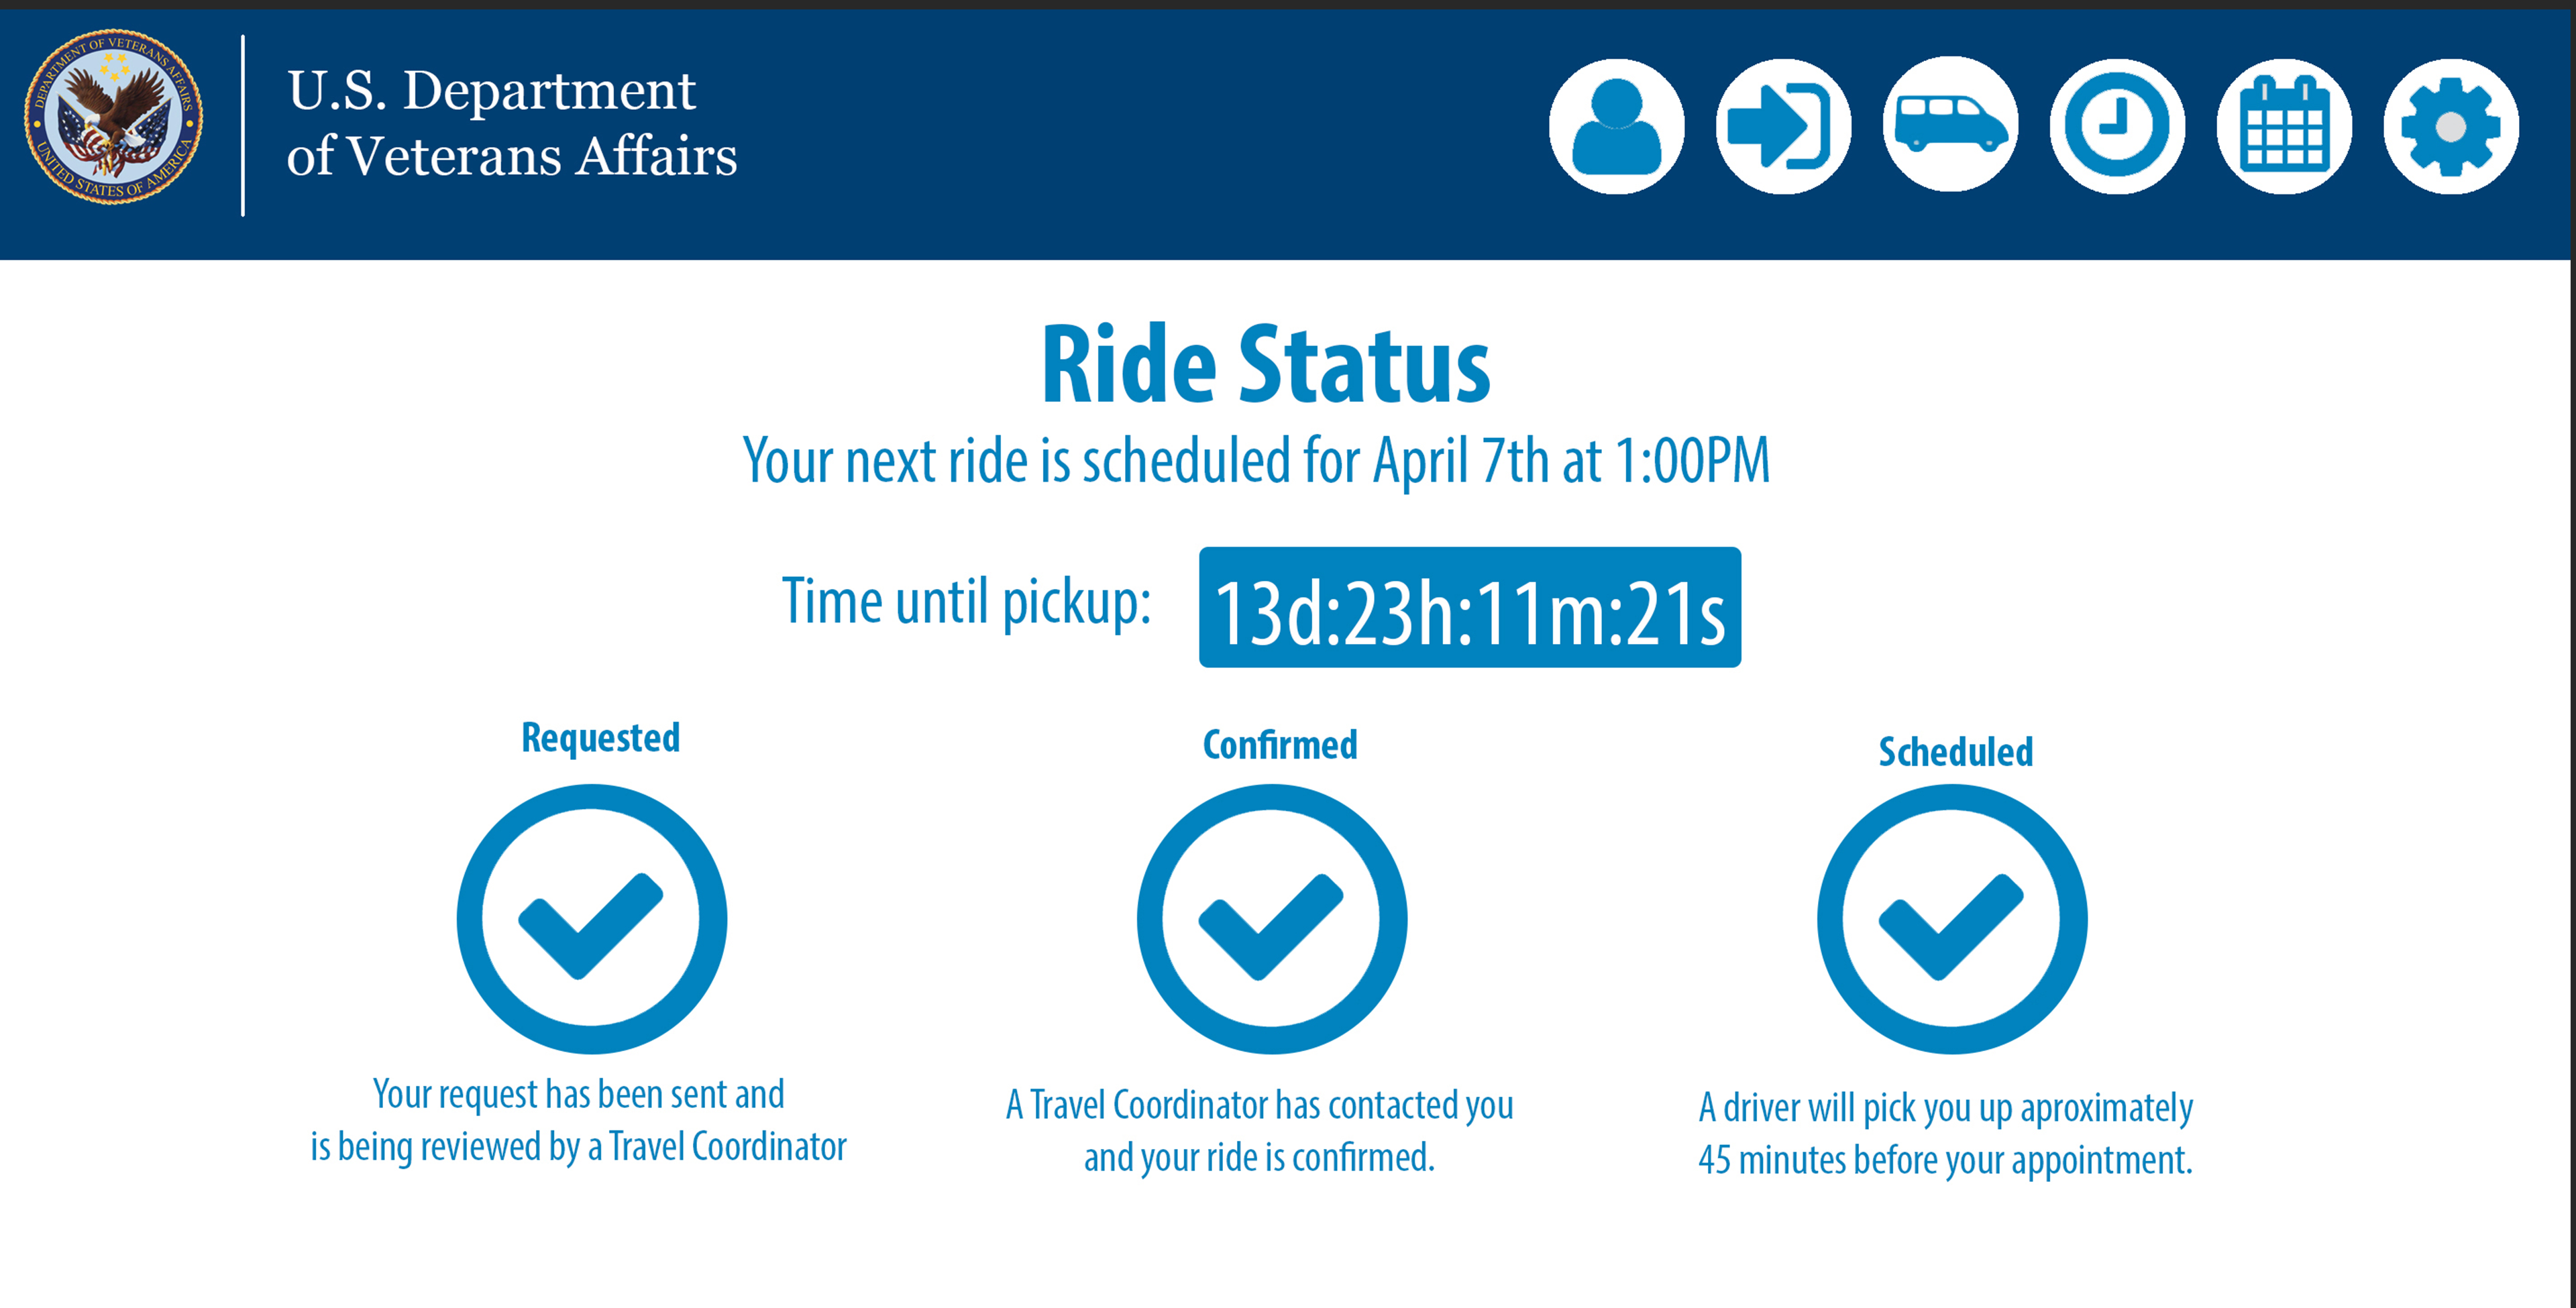 DEPARTMENT OF VETERANS AFFAIRS
UNITED STATES OF AMERICA
U.S. Department
of Veterans Affairs
Ride Status
Your next ride is scheduled for April 7th at 1:00PM
Time until pickup: 13d:23h:11m:21s
Requested
Your request has been sent and
is being reviewed by a Travel Coordinator
Confirmed
A Travel Coordinator has contacted you
and your ride is confirmed.
Scheduled
A driver will pick you up aproximately
45 minutes before your appointment.